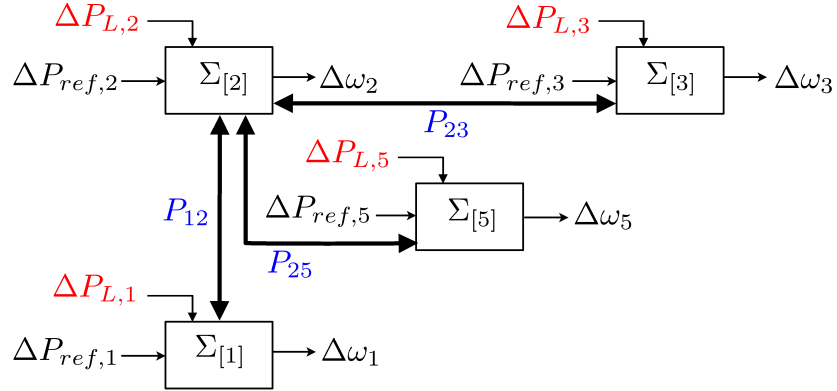 ΔP_{L,2} ΔP_{L,3}
ΔP_{ref,2} Σ_{[2]} Δω_2 ΔP_{ref,3} Σ_{[3]} Δω_3
P_{23}
ΔP_{L,5}
P_{12} ΔP_{ref,5} Σ_{[5]} Δω_5
P_{25}
ΔP_{L,1}
ΔP_{ref,1} Σ_{[1]} Δω_1